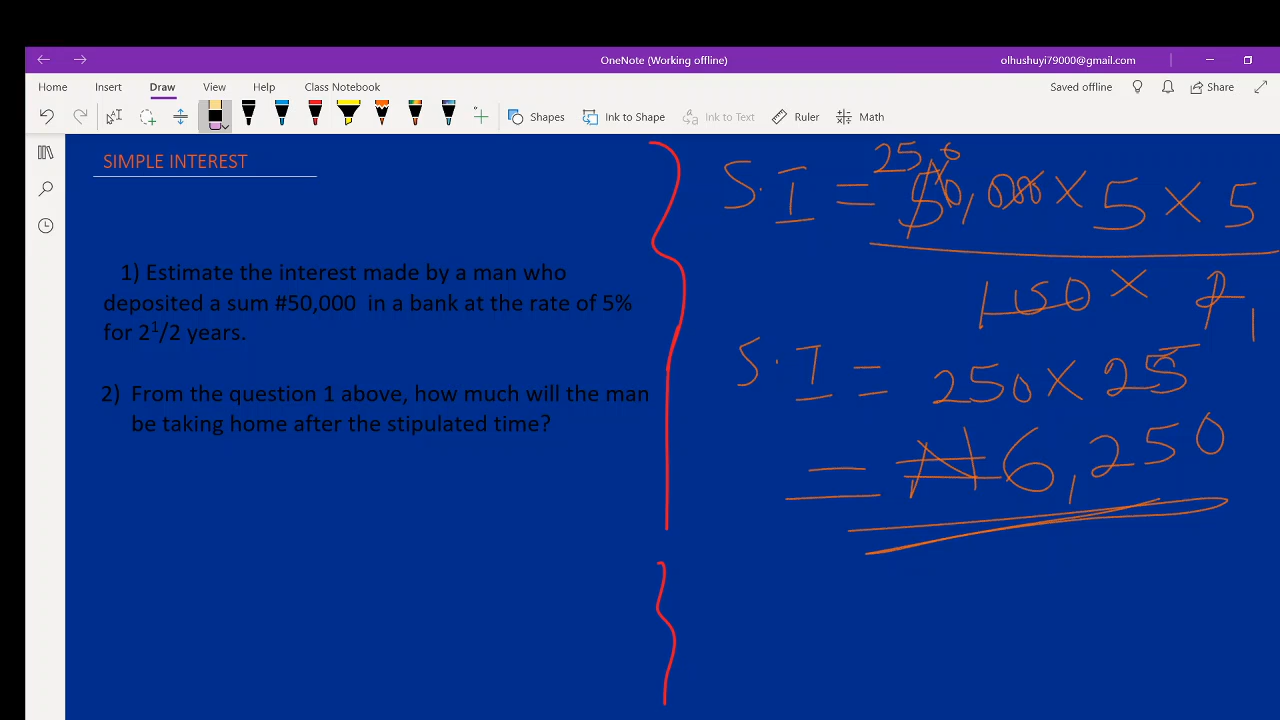 OneNote (Working offline)
olhushuyi79000@gmail.com
Home Insert Draw View Help Class Notebook
Saved offline
Share
Shapes
Ink to Shape
Ink to Text
Ruler
Math
SIMPLE INTEREST
1) Estimate the interest made by a man who
deposited a sum #50,000 in a bank at the rate of 5%
for 2¹/2 years.
2) From the question 1 above, how much will the man
be taking home after the stipulated time?
25
S.I = 50,000 × 5 × 5
100 × 2 1
S.I = 250 × 25
= ₦6,250